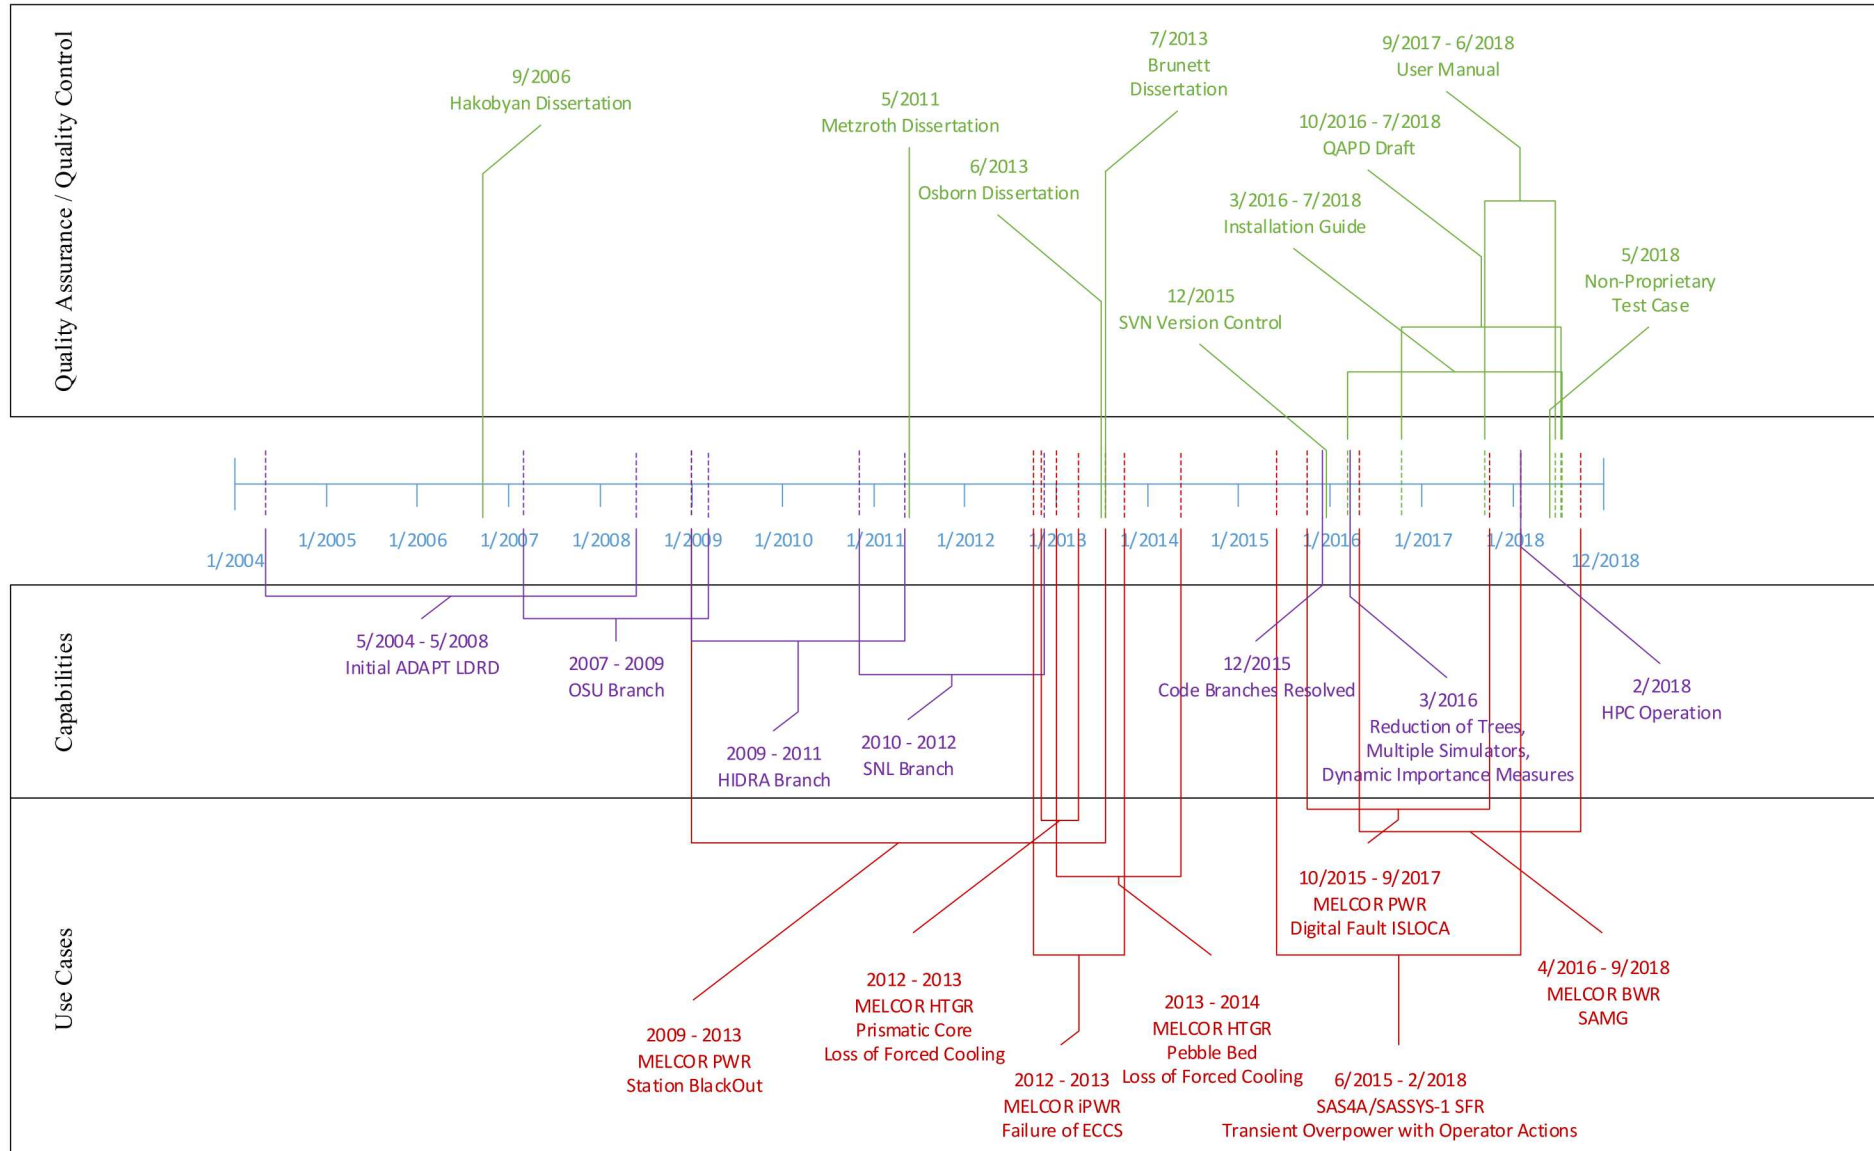 Quality Assurance / Quality Control
9/2006
Hakobyan Dissertation
5/2011
Metzroth Dissertation
6/2013
Osborn Dissertation
7/2013
Brunett
Dissertation
9/2017 - 6/2018
User Manual
10/2016 - 7/2018
QAPD Draft
3/2016 - 7/2018
Installation Guide
12/2015
SVN Version Control
5/2018
Non-Proprietary
Test Case
1/2004
1/2005
1/2006
1/2007
1/2008
1/2009
1/2010
1/2011
1/2012
1/2013
1/2014
1/2015
1/2016
1/2017
1/2018
12/2018
Capabilities
5/2004 - 5/2008
Initial ADAPT LDRD
2007 - 2009
OSU Branch
2009 - 2011
HIDRA Branch
2010 - 2012
SNL Branch
12/2015
Code Branches Resolved
3/2016
Reduction of Trees,
Multiple Simulators,
Dynamic Importance Measures
2/2018
HPC Operation
Use Cases
2009 - 2013
MELCOR PWR
Station BlackOut
2012 - 2013
MELCOR HTGR
Prismatic Core
Loss of Forced Cooling
2012 - 2013
MELCOR iPWR
Failure of ECCS
2013 - 2014
MELCOR HTGR
Pebble Bed
Loss of Forced Cooling
10/2015 - 9/2017
MELCOR PWR
Digital Fault ISLOCA
6/2015 - 2/2018
SAS4A/SASSYS-1 SFR
Transient Overpower with Operator Actions
4/2016 - 9/2018
MELCOR BWR
SAMG